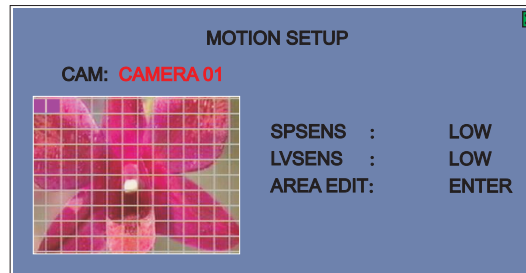 MOTION SETUP
CAM: CAMERA 01
SPSENS : LOW
LVSENS : LOW
AREA EDIT: ENTER